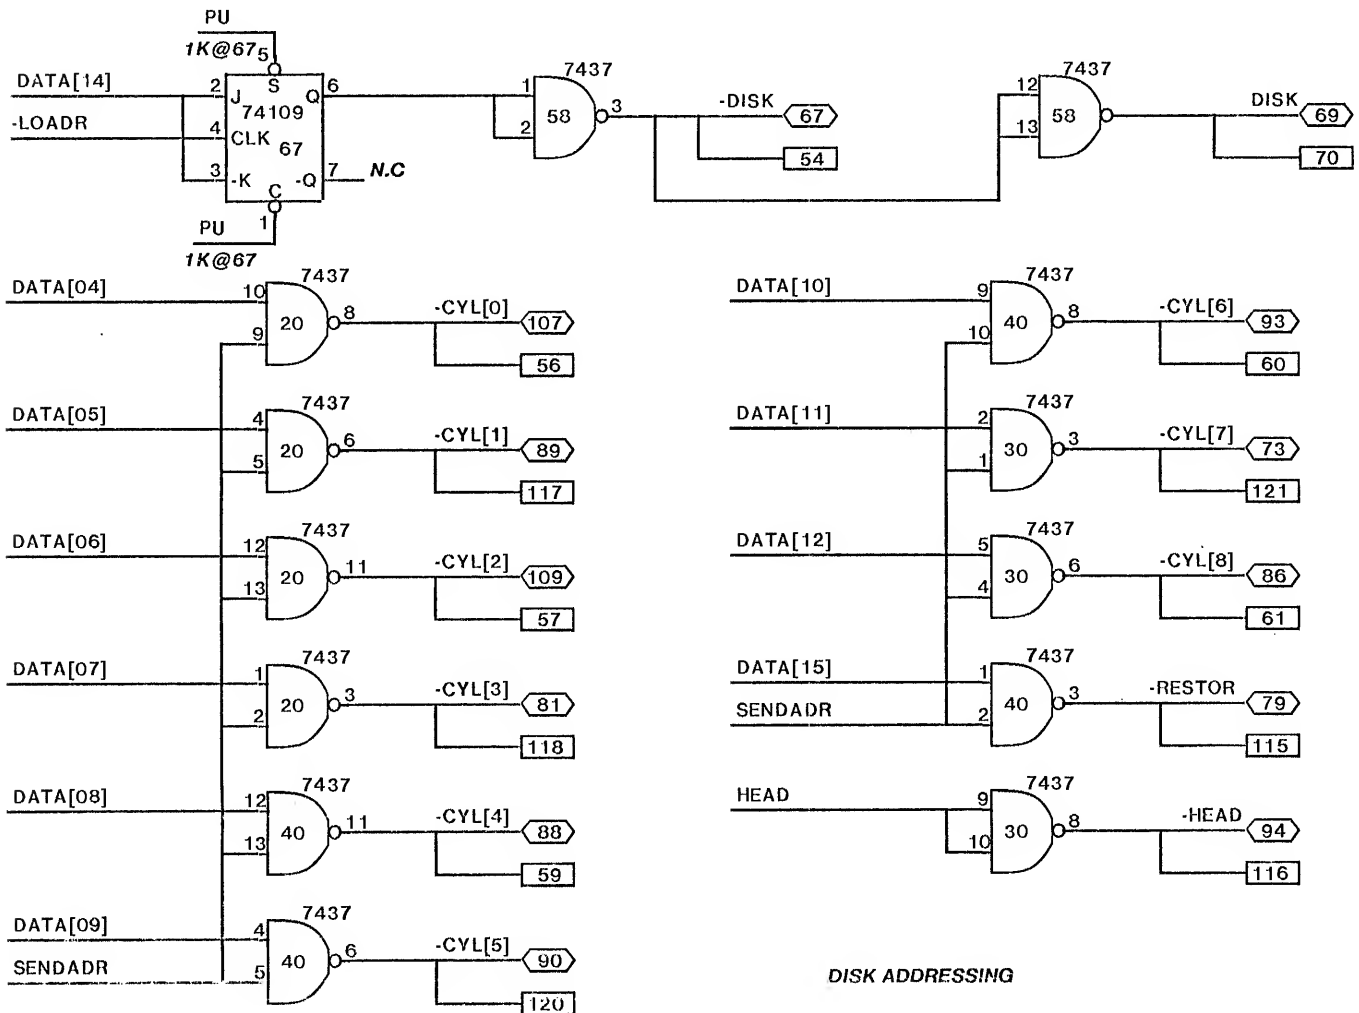 PU
1K@67 5
DATA[14] 2 J S Q 6
74109
-LOADR 4 CLK
67
3 -K C -Q 7 N.C
1
PU
1K@67
7437
1
2 58 3
-DISK 67
54
7437
12
13 58
DISK 69
70
DATA[04] 10 7437
9 20 8 -CYL[0] 107
56
DATA[05] 4 7437
5 20 6 -CYL[1] 89
117
DATA[06] 12 7437
13 20 11 -CYL[2] 109
57
DATA[07] 1 7437
2 20 3 -CYL[3] 81
118
DATA[08] 12 7437
13 40 11 -CYL[4] 88
59
DATA[09] 4 7437
SENDADR 5 40 6 -CYL[5] 90
120
DATA[10] 9 7437
10 40 8 -CYL[6] 93
60
DATA[11] 2 7437
1 30 3 -CYL[7] 73
121
DATA[12] 5 7437
4 30 6 -CYL[8] 86
61
DATA[15] 1 7437
SENDADR 2 40 3 -RESTOR 79
115
HEAD 9 7437
10 30 8 -HEAD 94
116
DISK ADDRESSING